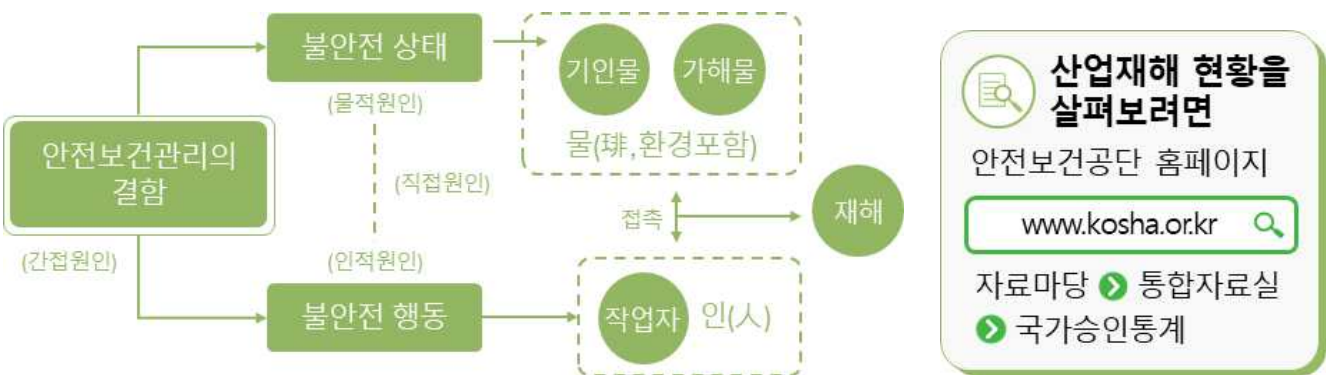 안전보건관리의
결함
(간접원인)
불안전 상태
(물적원인)
(직접원인)
(인적원인)
불안전 행동
기인물
가해물
물(琲,환경포함)
접촉
작업자
인(人)
재해
산업재해 현황을
살펴보려면
안전보건공단 홈페이지
www.kosha.or.kr
자료마당 통합자료실
국가승인통계